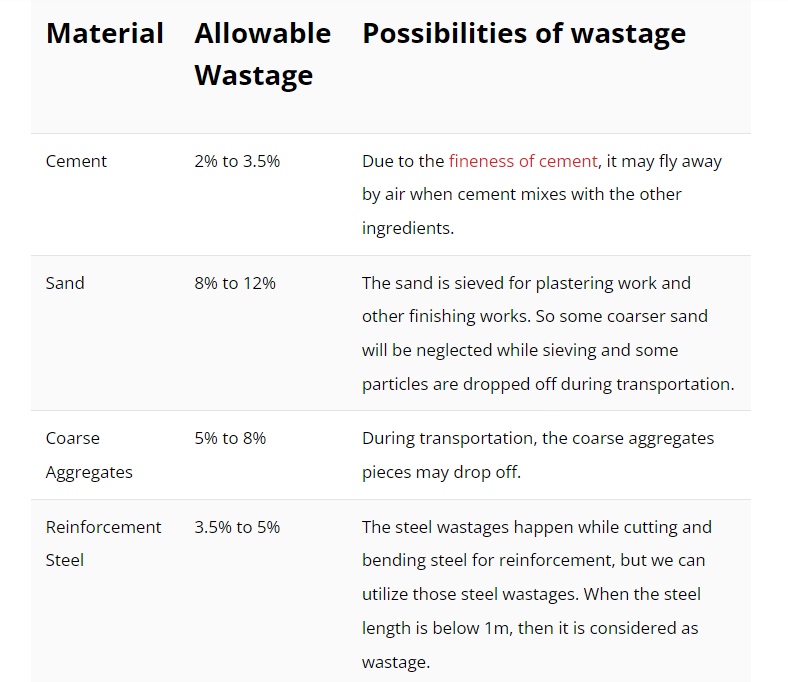 Material Allowable Wastage Possibilities of wastage
Cement 2% to 3.5% Due to the fineness of cement, it may fly away
by air when cement mixes with the other
ingredients.
Sand 8% to 12% The sand is sieved for plastering work and
other finishing works. So some coarser sand
will be neglected while sieving and some
particles are dropped off during transportation.
Coarse Aggregates 5% to 8% During transportation, the coarse aggregates
pieces may drop off.
Reinforcement Steel 3.5% to 5% The steel wastages happen while cutting and
bending steel for reinforcement, but we can
utilize those steel wastages. When the steel
length is below 1m, then it is considered as
wastage.